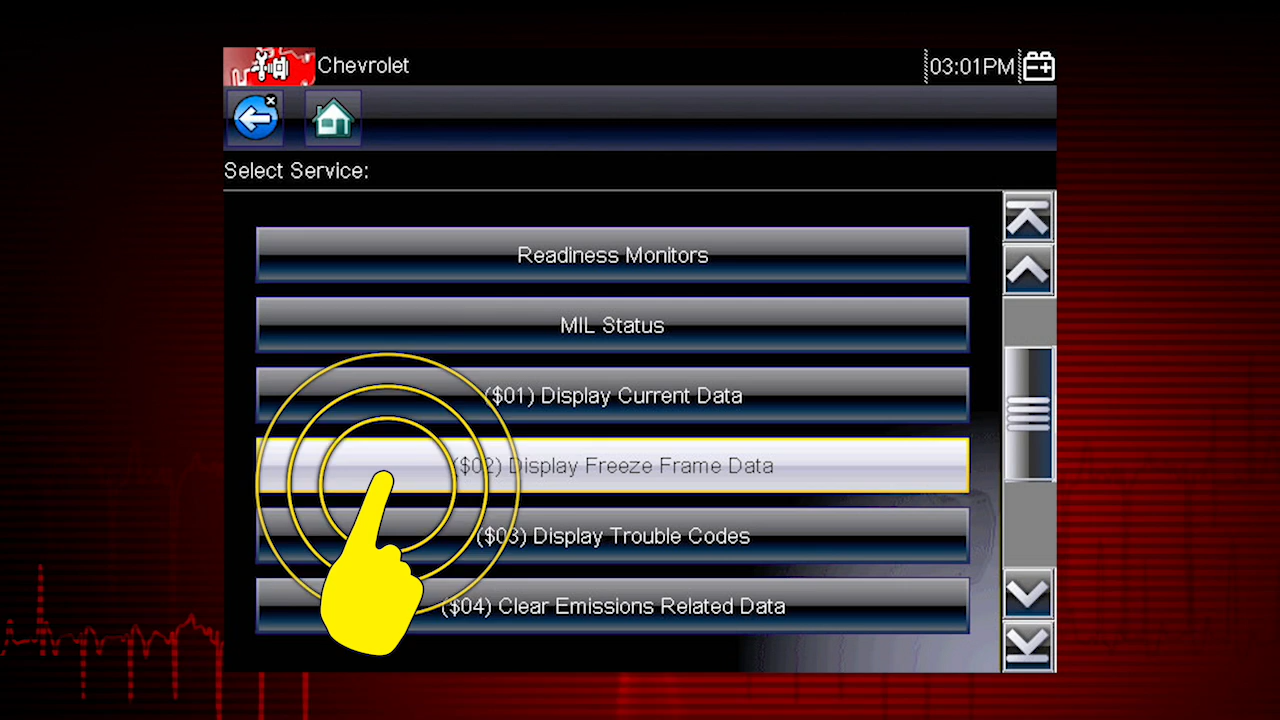 Chevrolet
03:01PM
Select Service:
Readiness Monitors
MIL Status
($01) Display Current Data
($02) Display Freeze Frame Data
($03) Display Trouble Codes
($04) Clear Emissions Related Data